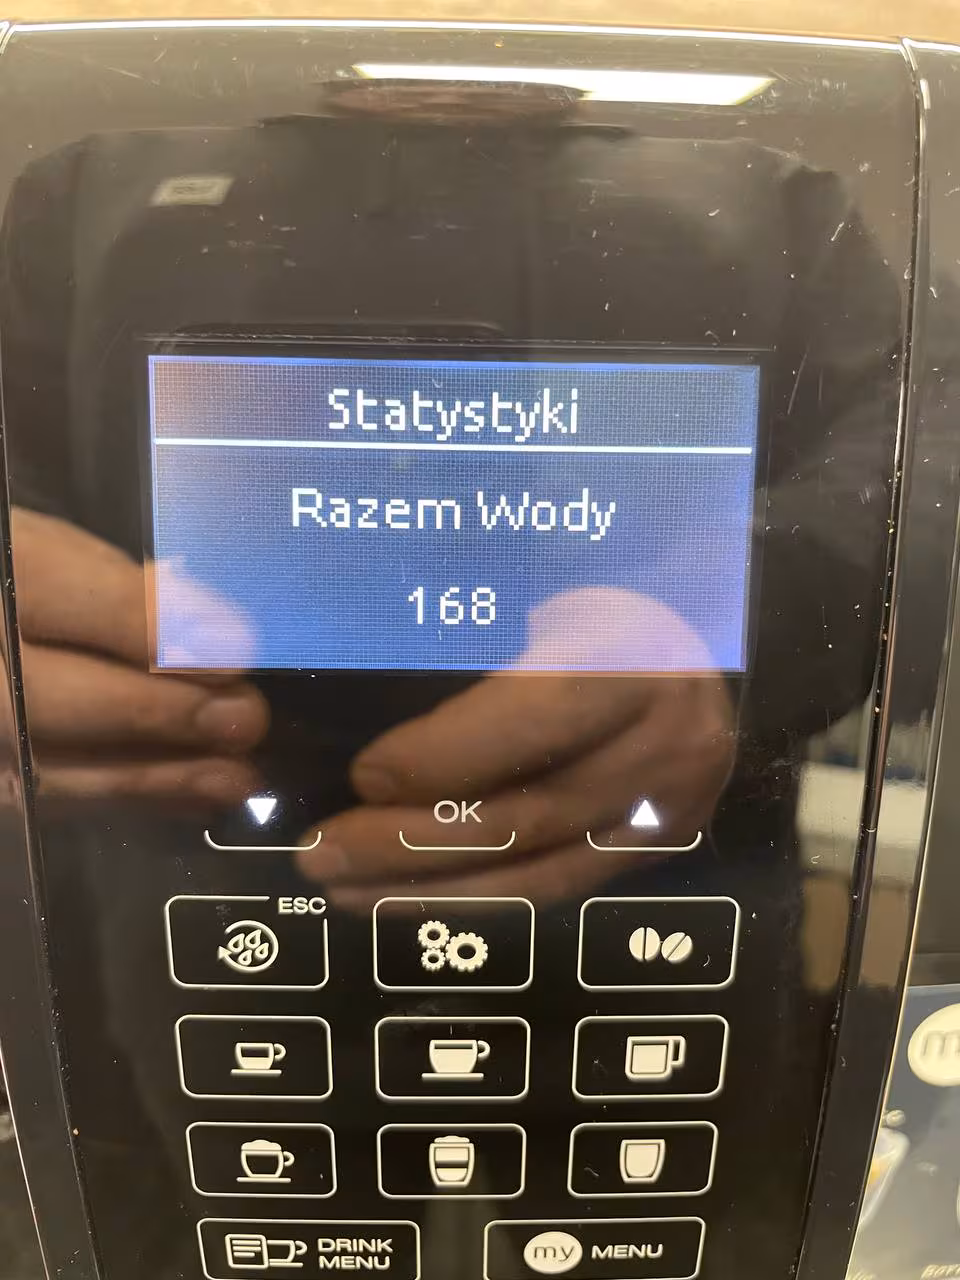 Statystyki
Razem Wody
168
OK
ESC
DRINK
MENU
my MENU